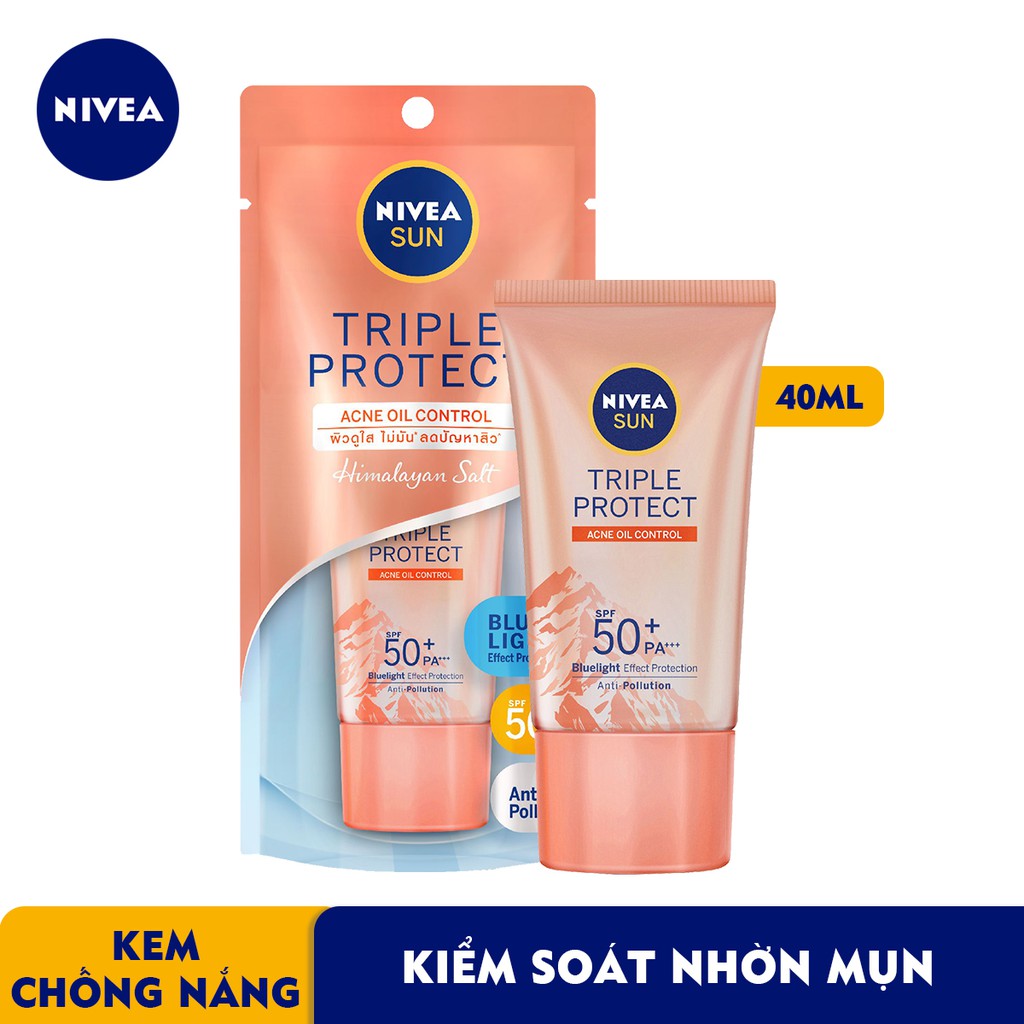 NIVEA
NIVEA
SUN
TRIPLE
PROTECT
ACNE OIL CONTROL
ผิวดูใส ไม่มัน* ลดปัญหาสิว*
Himalayan Salt
TRIPLE
PROTECT
ACNE OIL CONTROL
SPF
50+
PA+++
Bluelight Effect Protection
Anti-Pollution
BLU
LIG
Effect Pro
SPF
50
Ant
Poll
NIVEA
SUN
TRIPLE
PROTECT
ACNE OIL CONTROL
SPF
50+
PA+++
Bluelight Effect Protection
Anti-Pollution
40ML
KEM
CHỐNG NẮNG
KIỂM SOÁT NHỜN MỤN